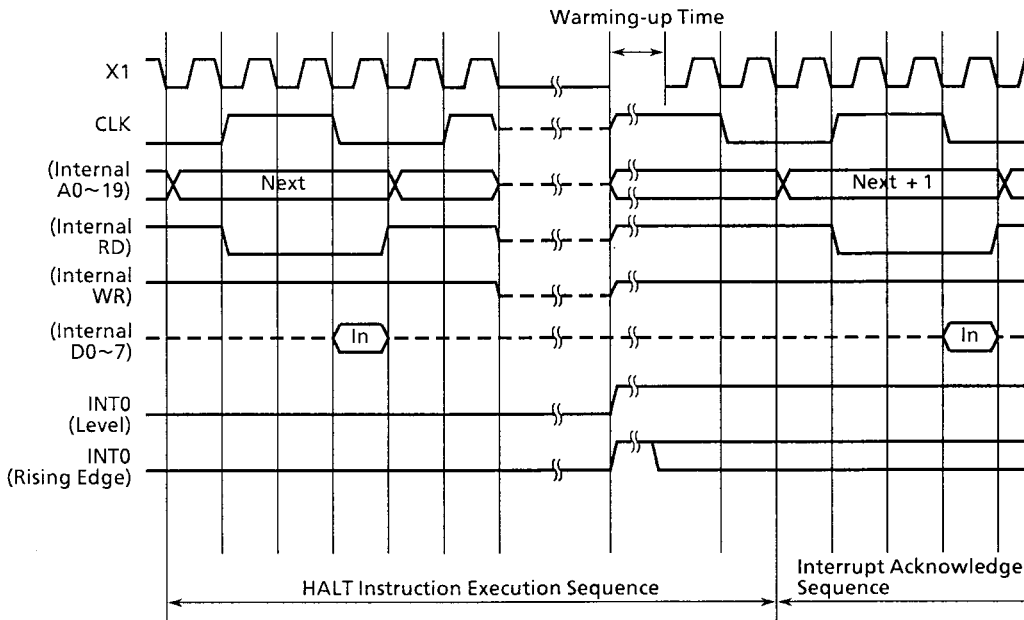 Warming-up Time
X1
CLK
(Internal
A0~19)
Next
Next + 1
(Internal
RD)
(Internal
WR)
(Internal
D0~7)
In
In
INT0
(Level)
INT0
(Rising Edge)
HALT Instruction Execution Sequence
Interrupt Acknowledge
Sequence